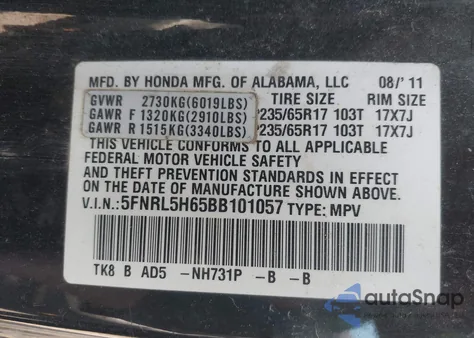 MFD. BY HONDA MFG. OF ALABAMA, LLC 08/'11
GVWR 2730KG(6019LBS) TIRE SIZE RIM SIZE
GAWR F 1320KG(2910LBS) 235/65R17 103T 17X7J
GAWR R 1515KG(3340LBS) 235/65R17 103T 17X7J
THIS VEHICLE CONFORMS TO ALL APPLICABLE
FEDERAL MOTOR VEHICLE SAFETY
AND THEFT PREVENTION STANDARDS IN EFFECT
ON THE DATE OF MANUFACTURE SHOWN ABOVE.
V.I.N.: 5FNRL5H65BB101057 TYPE: MPV
TK8 B AD5 -NH731P -B -B
autoSnap